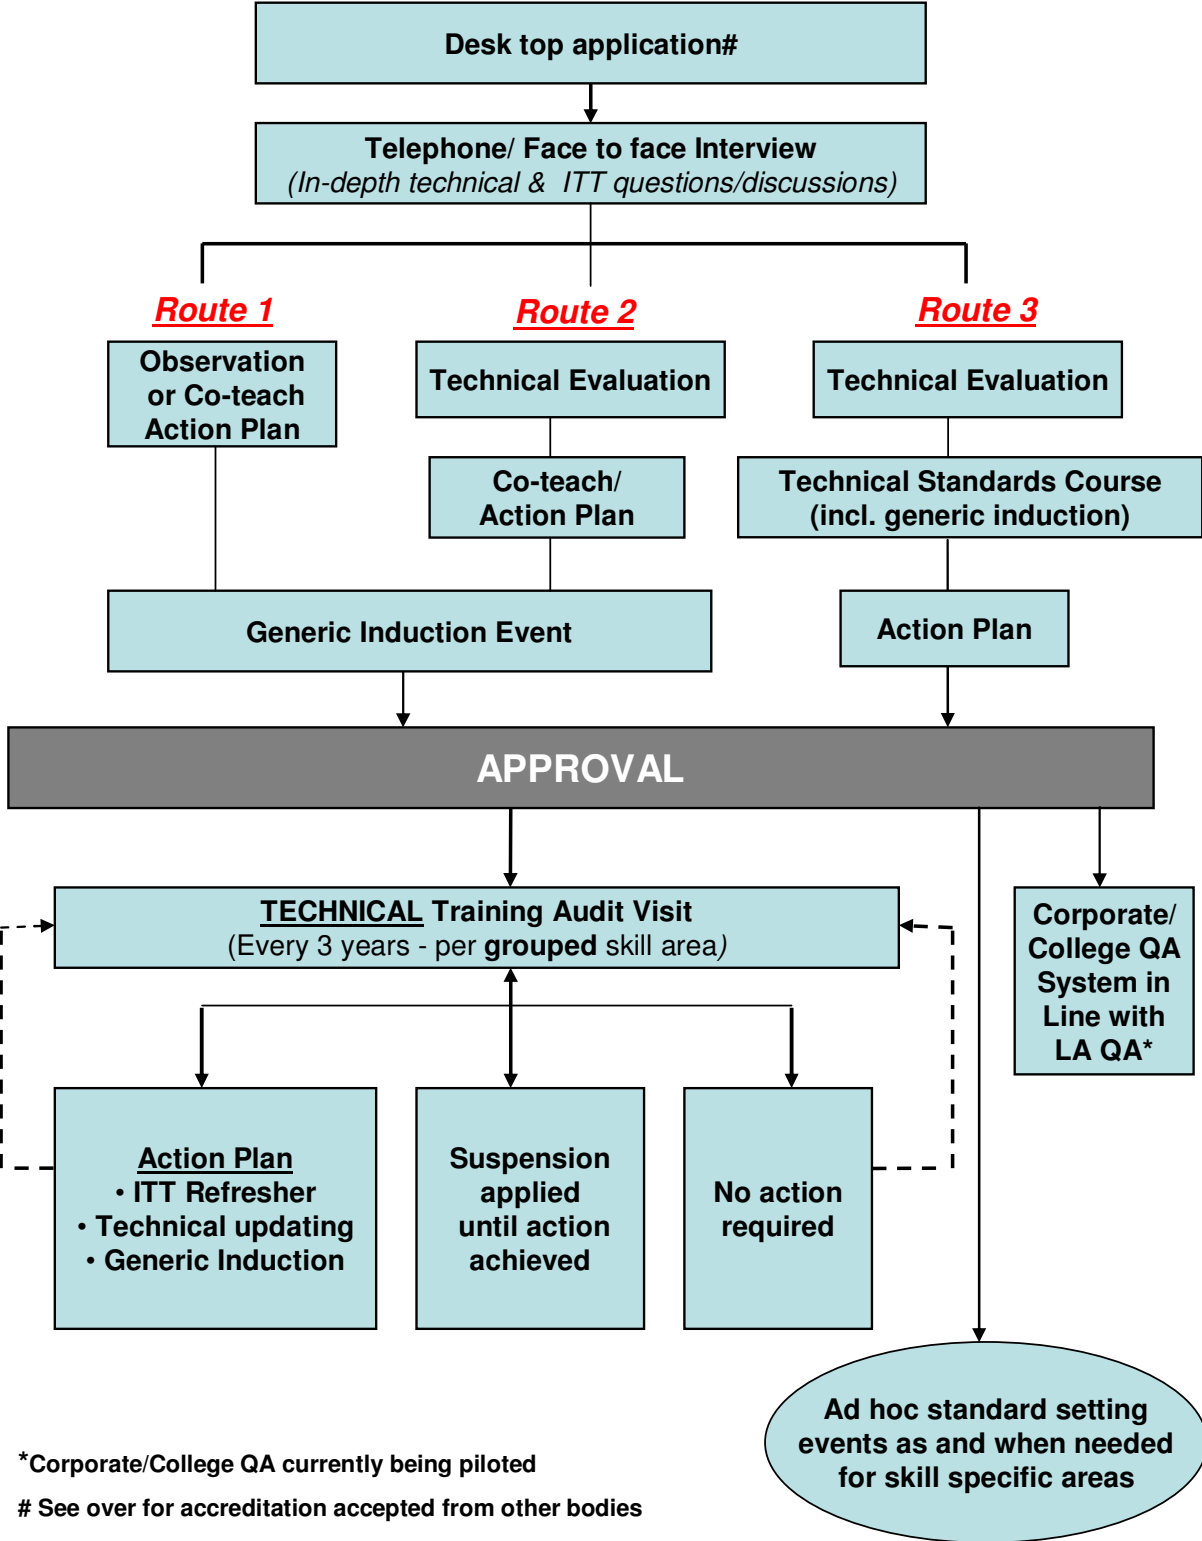 Desk top application#
Telephone/ Face to face Interview
(In-depth technical & ITT questions/discussions)
Route 1
Route 2
Route 3
Observation
or Co-teach
Action Plan
Technical Evaluation
Technical Evaluation
Co-teach/
Action Plan
Technical Standards Course
(incl. generic induction)
Generic Induction Event
Action Plan
APPROVAL
TECHNICAL Training Audit Visit
(Every 3 years - per grouped skill area)
Corporate/
College QA
System in
Line with
LA QA*
Action Plan
• ITT Refresher
• Technical updating
• Generic Induction
Suspension
applied
until action
achieved
No action
required
Ad hoc standard setting
events as and when needed
for skill specific areas
*Corporate/College QA currently being piloted
# See over for accreditation accepted from other bodies